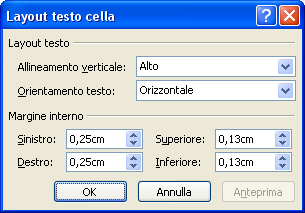 Layout testo cella
Layout testo
Allineamento verticale: Alto
Orientamento testo: Orizzontale
Margine interno
Sinistro: 0,25cm Superiore: 0,13cm
Destro: 0,25cm Inferiore: 0,13cm
OK Annulla Anteprima